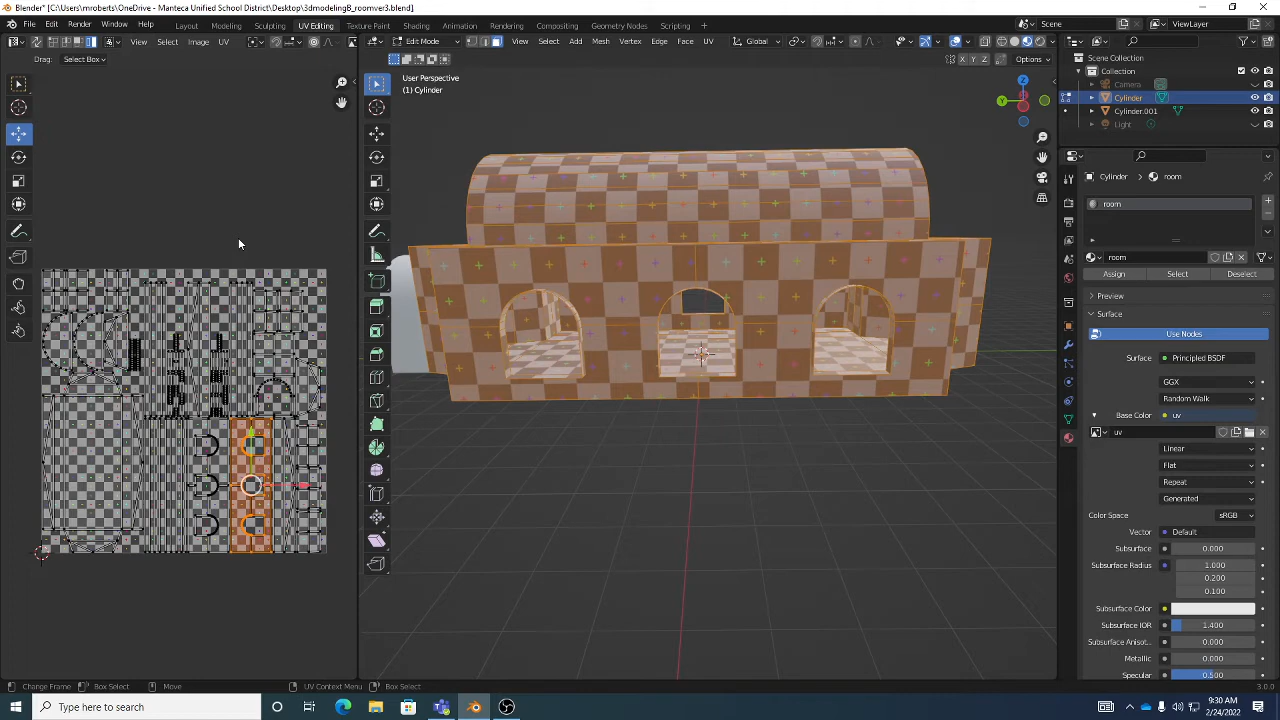 Blender* [C:\Users\mroberts\OneDrive - Manteca Unified School District\Desktop\3dmodeling8_roomver3.blend]
File Edit Render Window Help Layout Modeling Sculpting UV Editing Texture Paint Shading Animation Rendering Compositing Geometry Nodes Scripting Scene ViewLayer
View Select Image UV Edit Mode View Select Add Mesh Vertex Edge Face UV Global
Drag: Select Box X Y Z Options
Scene Collection
Collection
Camera
Cylinder
Cylinder.001
Light
User Perspective
(1) Cylinder
Z
Y
Cylinder room
room
room
Assign Select Deselect
Preview
Surface
Use Nodes
Surface Principled BSDF
GGX
Random Walk
Base Color uv
uv
Linear
Flat
Repeat
Generated
Color Space sRGB
Vector Default
Subsurface 0.000
Subsurface Radius 1.000
0.200
0.100
Subsurface Color
Subsurface IOR 1.400
Subsurface Anisot.. 0.000
Metallic 0.000
Specular 0.500
Change Frame Box Select Move UV Context Menu Box Select 3.0.0
Type here to search
9:30 AM
2/24/2022